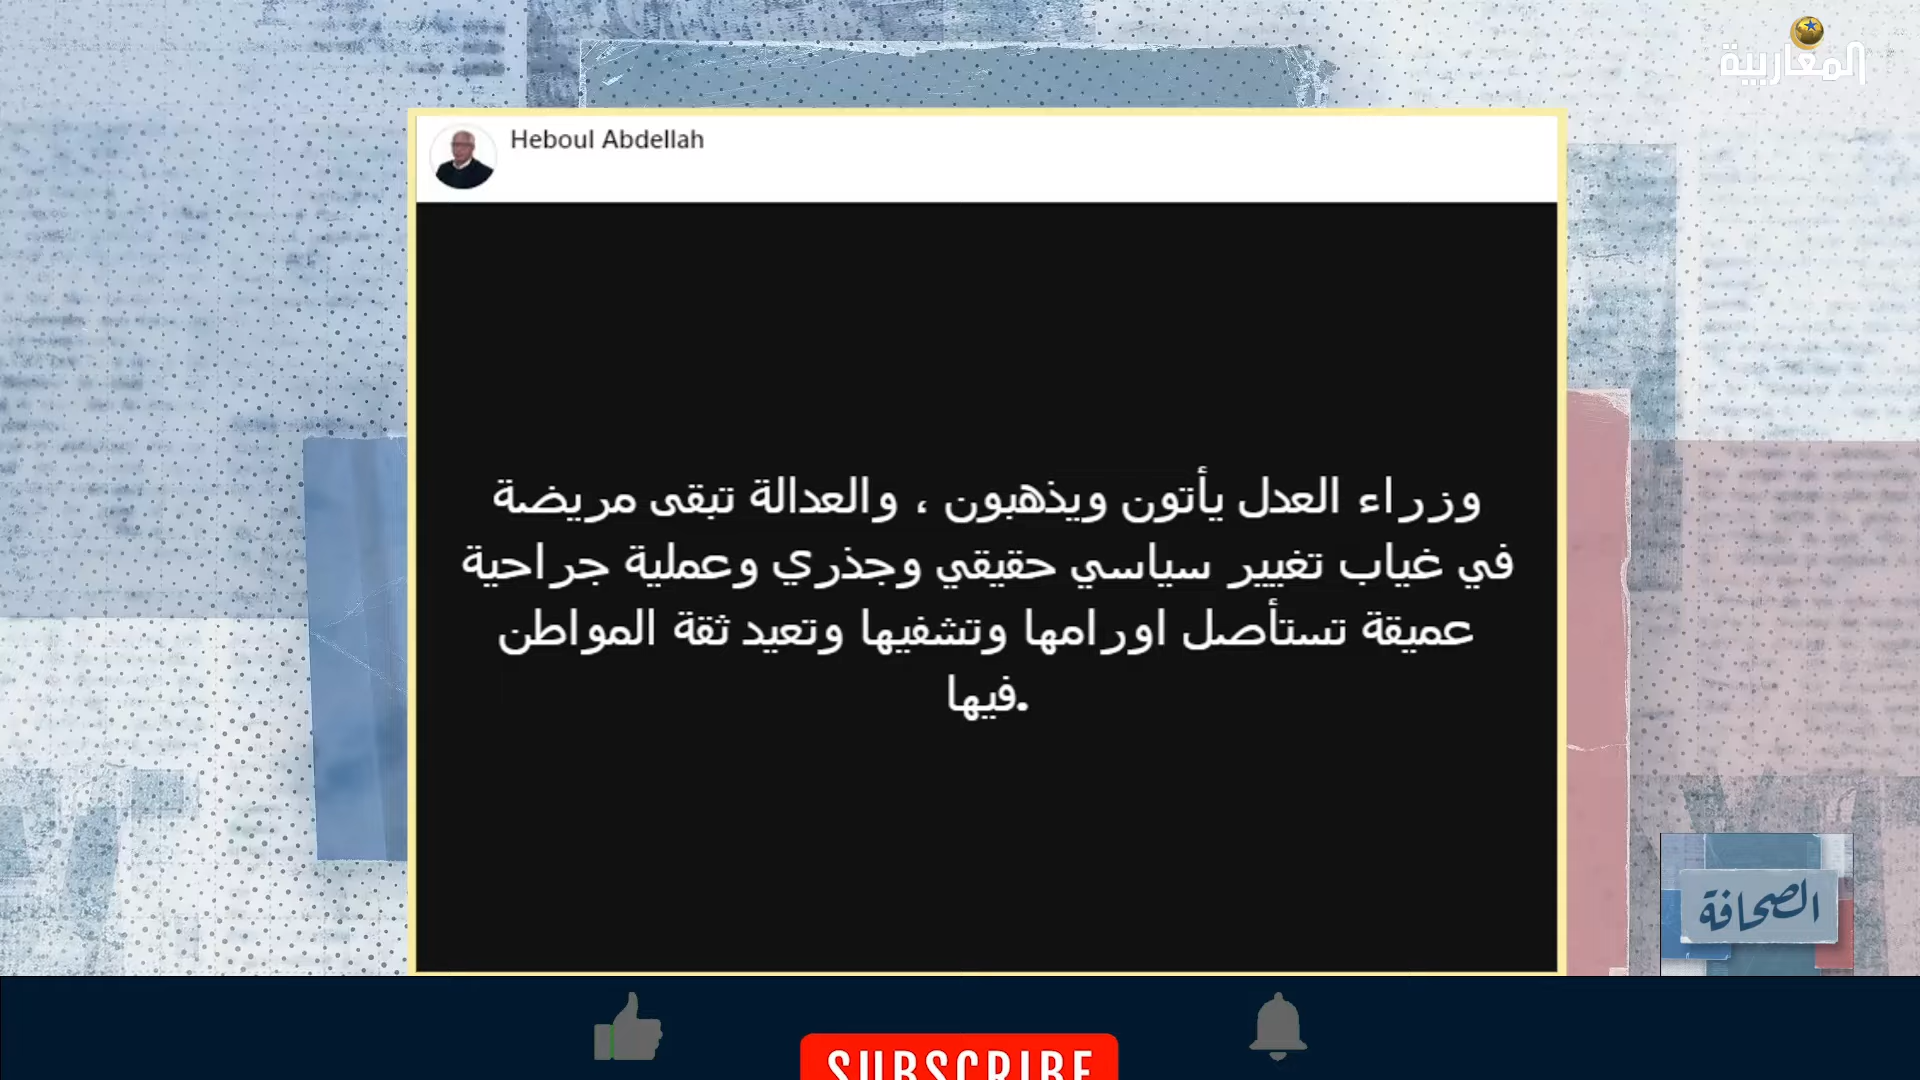 المغاربية
Heboul Abdellah
وزراء العدل يأتون ويذهبون ، والعدالة تبقى مريضة
في غياب تغيير سياسي حقيقي وجذري وعملية جراحية
عميقة تستأصل اورامها وتشفيها وتعيد ثقة المواطن
فيها.
الصحافة
SUBSCRIBE